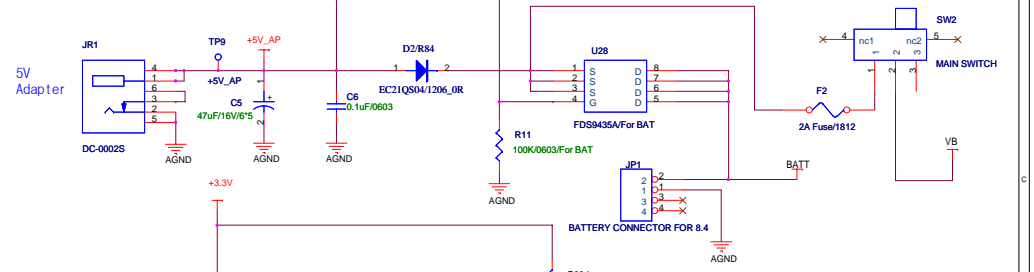 SW2
4
nc1
nc2
5
1
2
3
MAIN SWITCH
1
2
3
JR1
TP9
+5V_AP
D2/R84
U28
5V
Adapter
4
1
6
3
2
5
+5V_AP
1
2
EC21QS04/1206_0R
1
2
3
4
S
S
S
G
D
D
D
D
8
7
6
5
F2
2A Fuse/1812
C5
1
+
2
47uF/16V/6*5
C6
0.1uF/0603
FDS9435A/For BAT
R11
100K/0603/For BAT
DC-0002S
AGND
AGND
AGND
AGND
JP1
2
1
3
4
2
1
3
4
BATT
VB
BATTERY CONNECTOR FOR 8.4
AGND
+3.3V
C